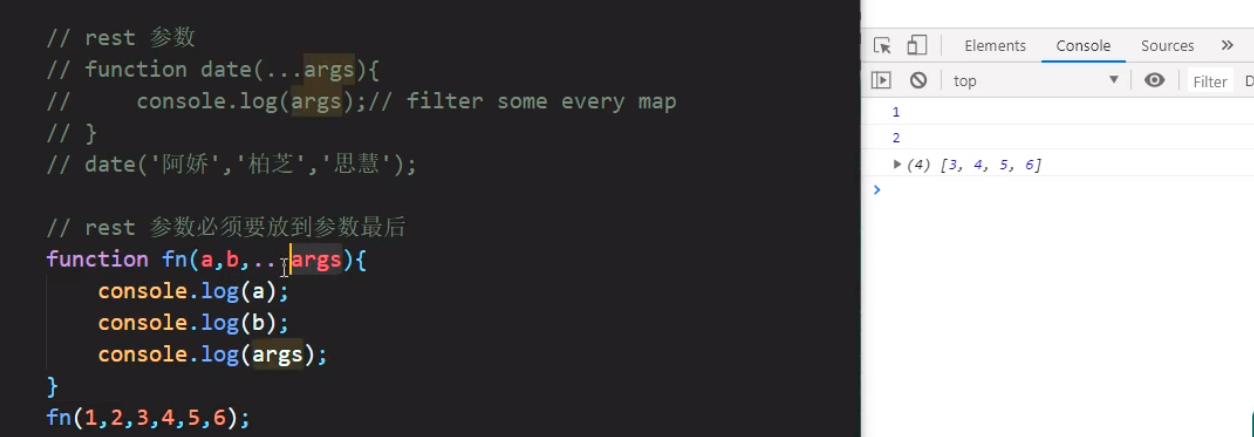 // rest 参数
// function date(...args){
//     console.log(args);// filter some every map
// }
// date('阿娇','柏芝','思慧');
// rest 参数必须要放到参数最后
function fn(a,b,...args){
    console.log(a);
    console.log(b);
    console.log(args);
}
fn(1,2,3,4,5,6);
Elements Console Sources »
top Filter D
1
2
(4) [3, 4, 5, 6]
>